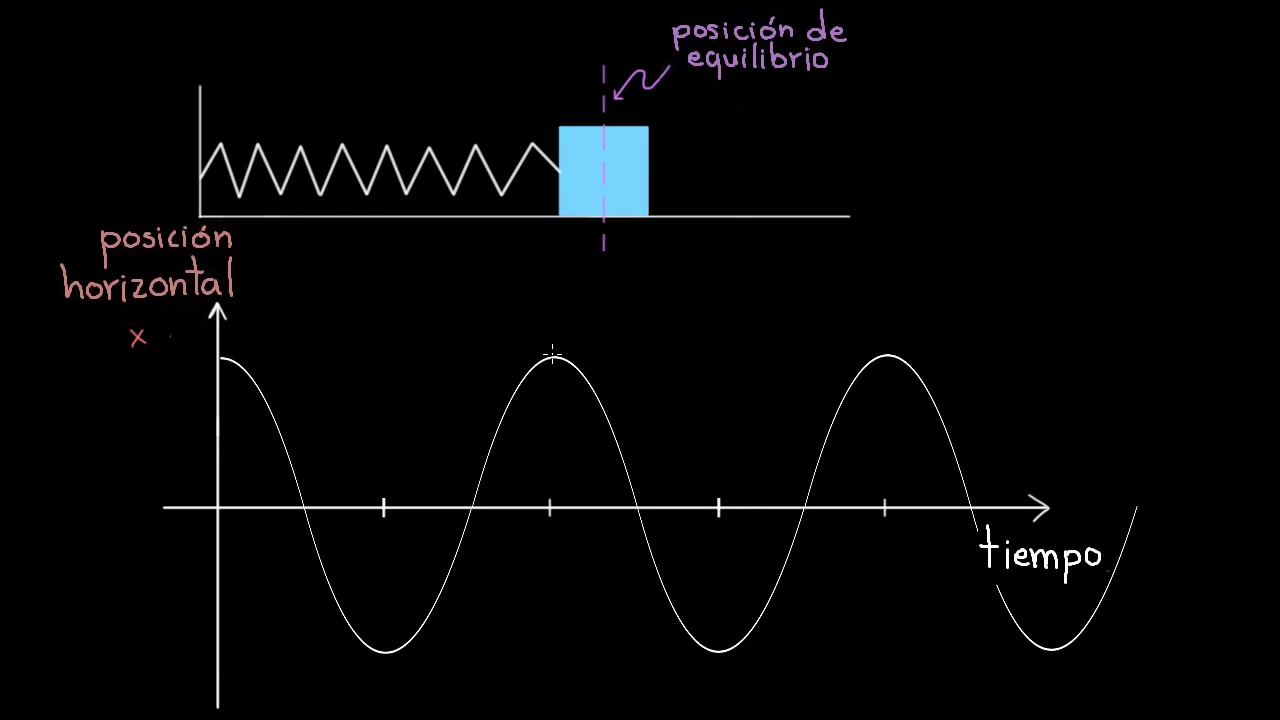 posición de
equilibrio
posición
horizontal
x
tiempo